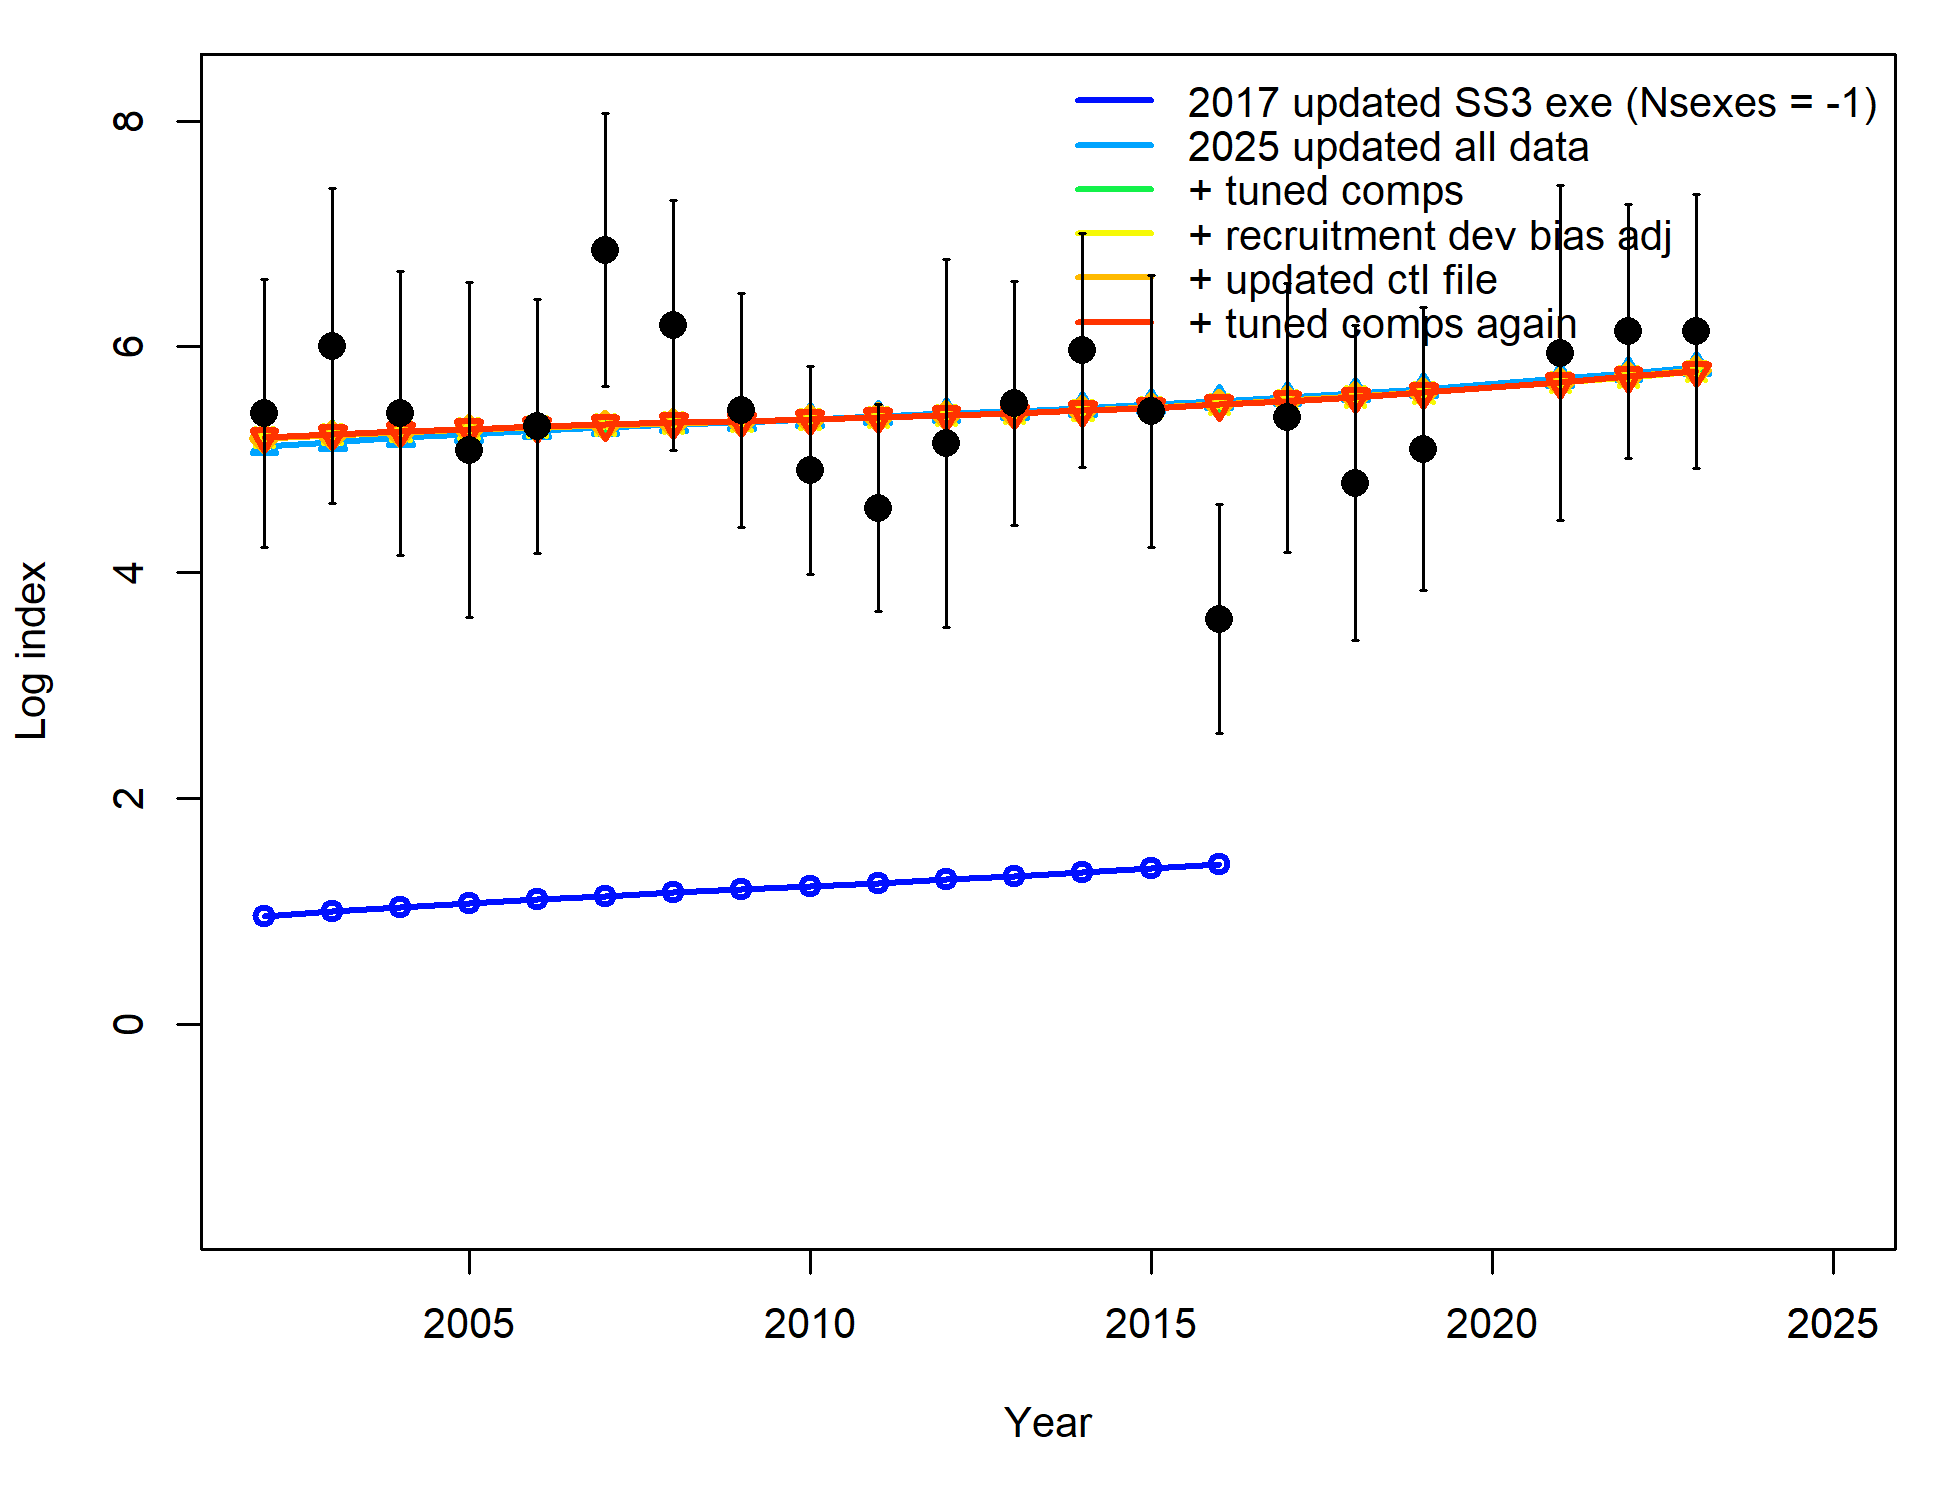 2017 updated SS3 exe (Nsexes = -1)
2025 updated all data
+ tuned comps
+ recruitment dev bias adj
+ updated ctl file
+ tuned comps again
8
6
4
2
0
Log index
2005 2010 2015 2020 2025
Year